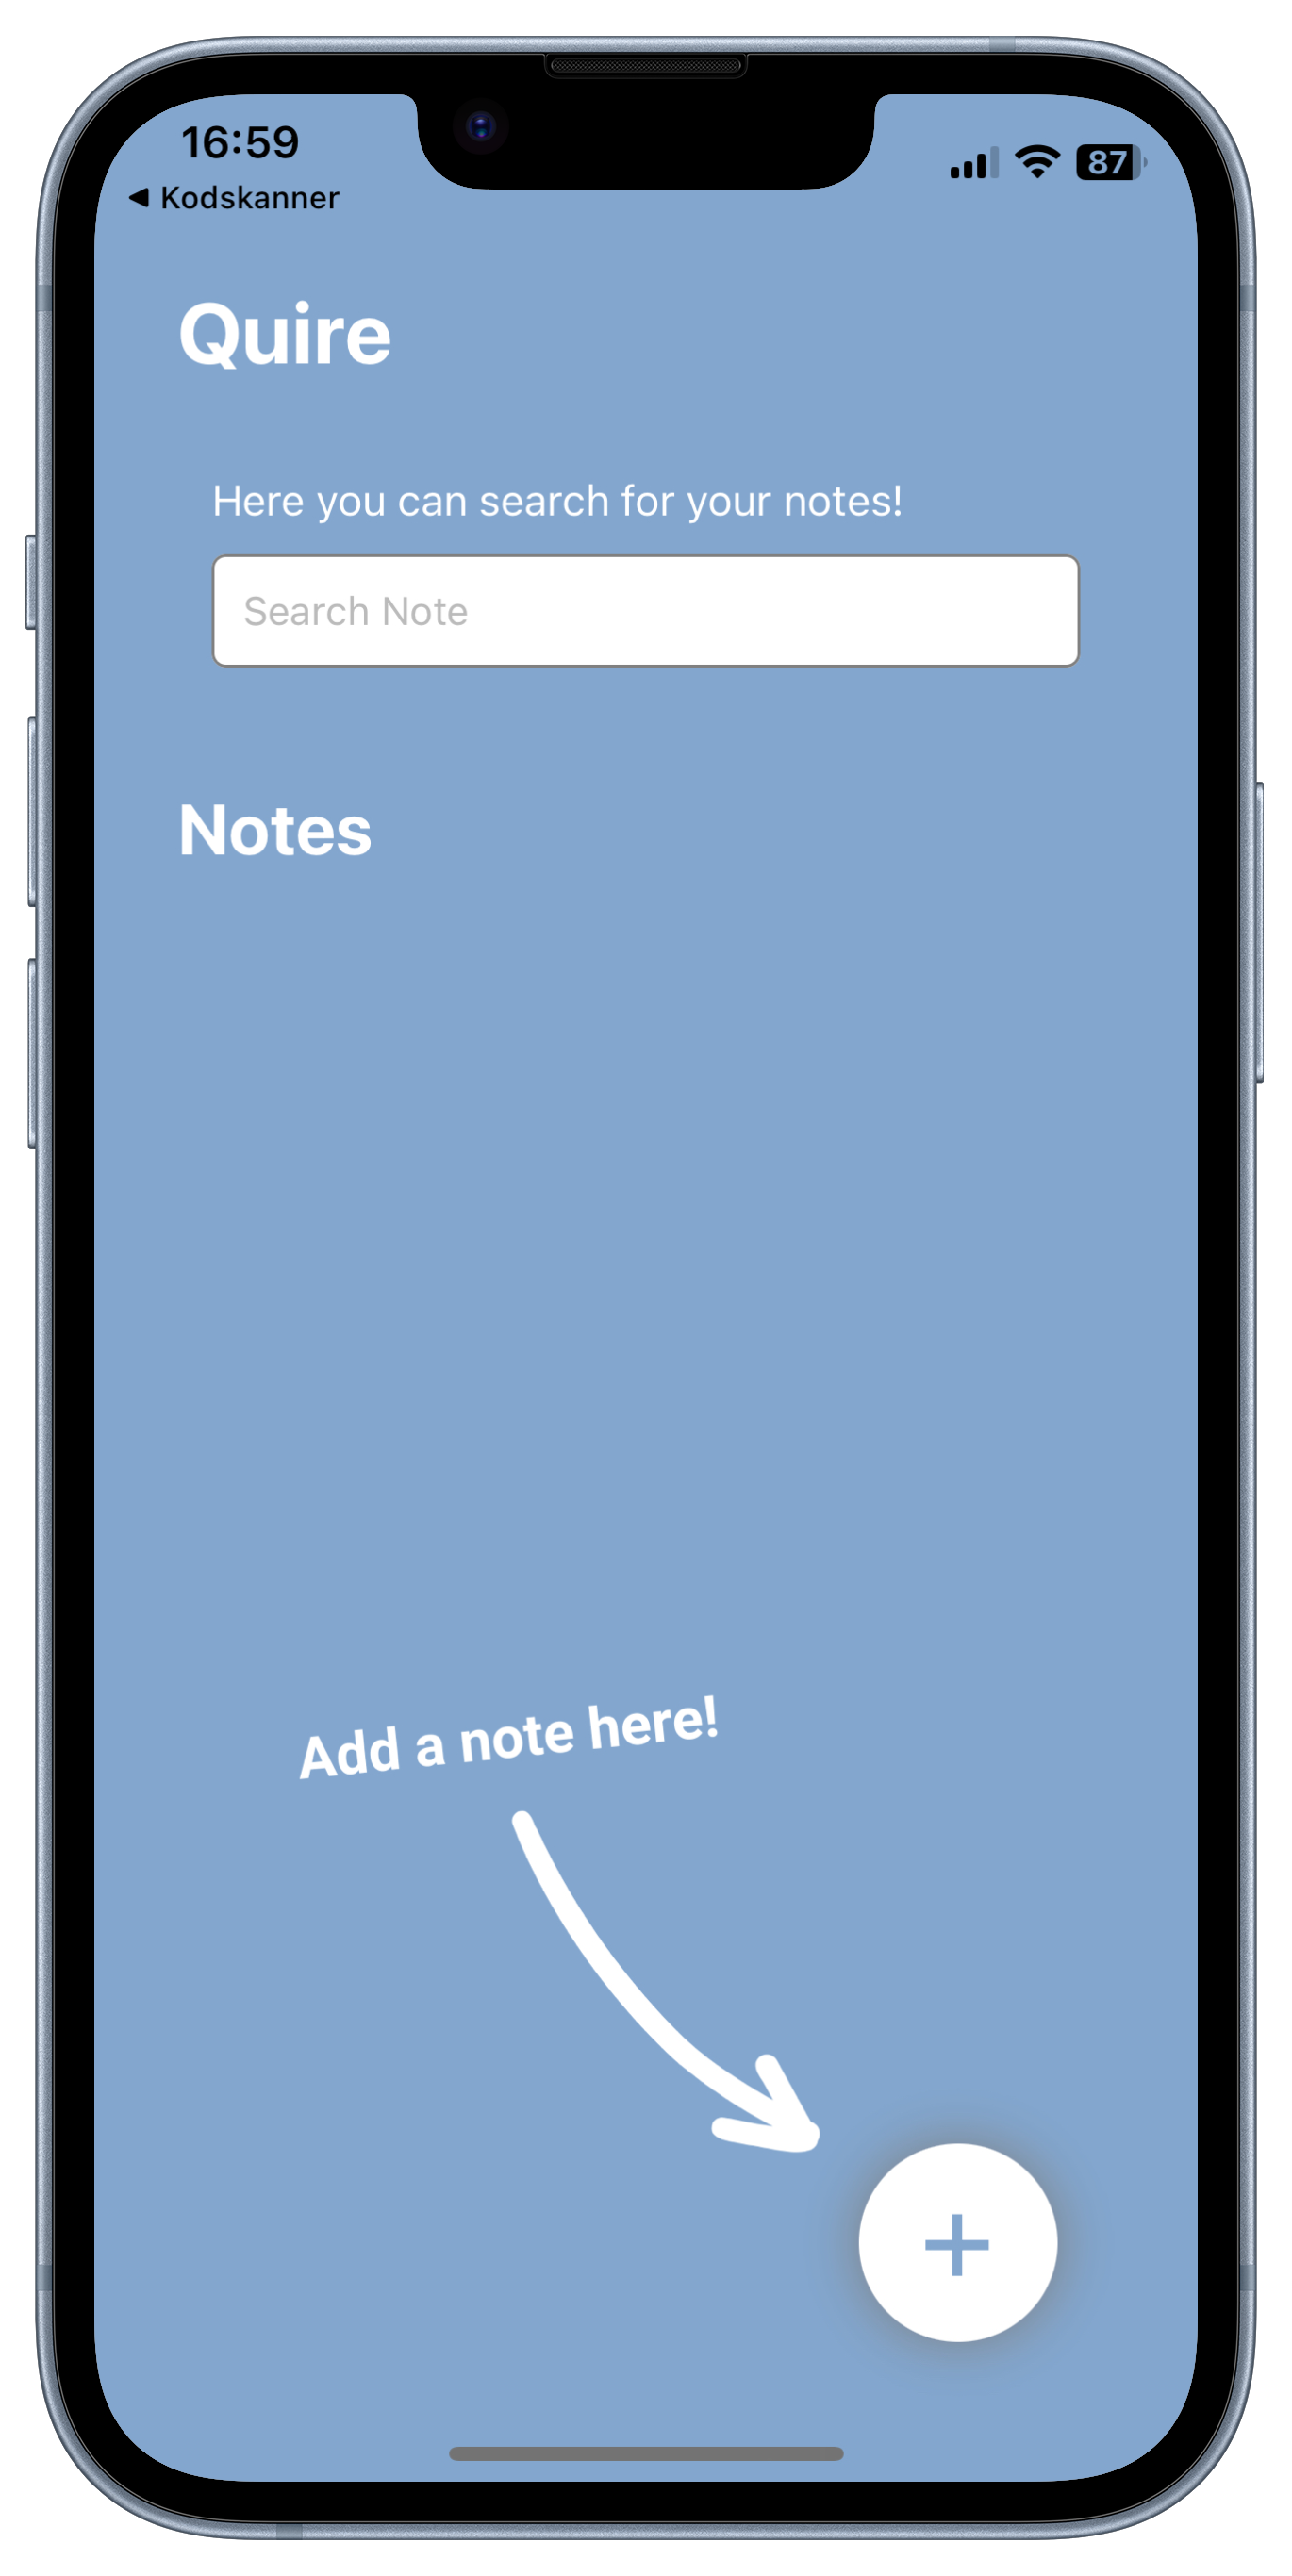 16:59
87
◀ Kodskanner
Quire
Here you can search for your notes!
Search Note
Notes
Add a note here!
+